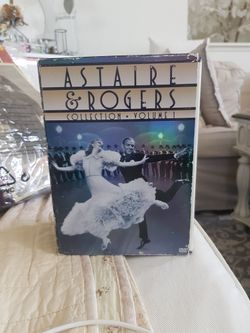 ASTAIRE
& ROGERS
COLLECTION • VOLUME 1